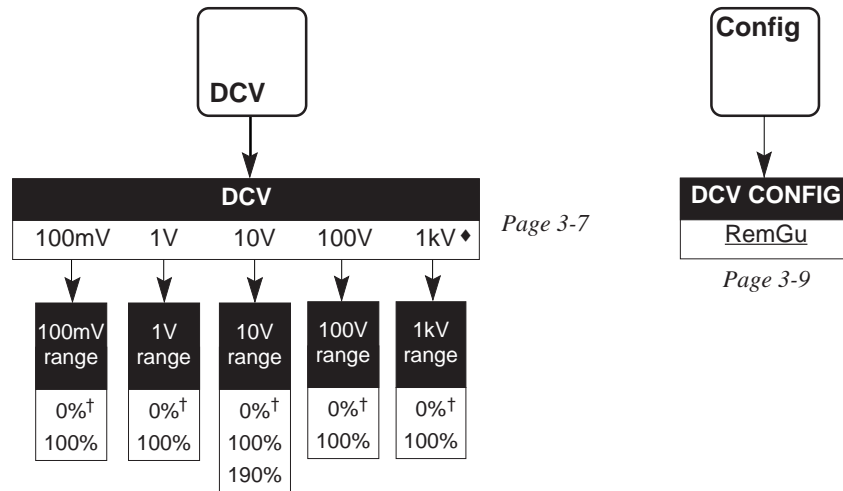 DCV
Config
DCV
100mV 1V 10V 100V 1kV♦
Page 3-7
DCV CONFIG
RemGu
Page 3-9
100mV range
1V range
10V range
100V range
1kV range
0%†
100%
0%†
100%
0%†
100%
190%
0%†
100%
0%†
100%